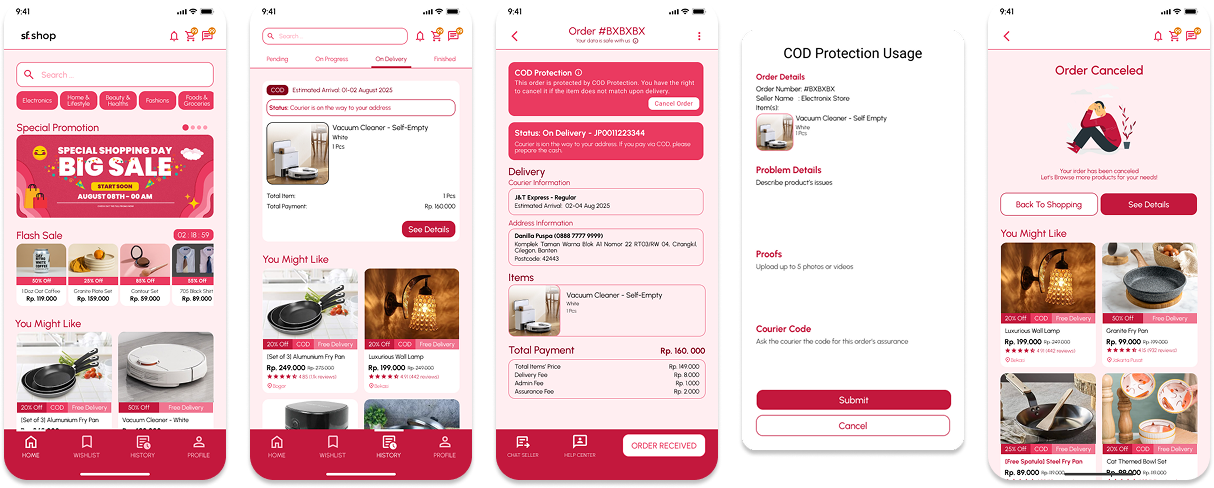 9:41
sf. shop
99
99
Search ...
Electronics
Home & Lifestyle
Beauty & Healths
Fashions
Foods & Groceries
Special Promotion
SPECIAL SHOPPING DAY
BIG SALE
START SOON
AUGUST 08TH - 00 AM
Flash Sale
02 : 18 : 59
50% Off
25% Off
85% Off
55% Off
1 Doz Oat Coffee
Granite Plate Set
Contour Set
70S Black Shirt
Rp. 119.000
Rp. 159.000
Rp. 59.000
Rp. 89.000
You Might Like
20% Off COD Free Delivery
50% Off Free Delivery
[Set of 3] Alumunium Fry Pan
Vacuum Cleaner - White
HOME
WISHLIST
HISTORY
PROFILE
9:41
Search...
99
99
Pending
On Progress
On Delivery
Finished
COD Estimated Arrival: 01-02 August 2025
Status: Courier is on the way to your address
Vacuum Cleaner - Self-Empty
White
1 Pcs
Total Item: 1 Pcs
Total Payment: Rp. 160.000
See Details
You Might Like
20% Off COD Free Delivery
20% Off COD Free Delivery
[Set of 3] Alumunium Fry Pan
Luxurious Wall Lamp
Rp. 249.000 Rp. 275.000
Rp. 199.000 Rp. 249.000
4.85 (1.1k reviews)
4.91 (442 reviews)
Bogor
Bekasi
HOME
WISHLIST
HISTORY
PROFILE
9:41
Order #BXBXBX
Your data is safe with us
COD Protection
This order is protected by COD Protection. You have the right
to cancel it if the item does not match upon delivery.
Cancel Order
Status: On Delivery - JP0011223344
Courier is on the way to your address. If you pay via COD, please
prepare the cash.
Delivery
Courier Information
J&T Express - Regular
Estimated Arrival: 02-04 Aug 2025
Address Information
Danilla Puspa (0888 7777 9999)
Komplek Taman Warna Blok A1 Nomor 22 RT03/RW 04, Citangkil,
Cilegon, Banten
Postcode: 42443
Items
Vacuum Cleaner - Self-Empty
White
1 Pcs
Total Payment Rp. 160. 000
Total Items' Price Rp. 149.000
Delivery Fee Rp. 8.000
Admin Fee Rp. 1.000
Assurance Fee Rp. 2.000
CHAT SELLER
HELP CENTER
ORDER RECEIVED
COD Protection Usage
Order Details
Order Number: #BXBXBX
Seller Name : Electronix Store
Item(s):
Vacuum Cleaner - Self Empty
White
1 Pcs
Problem Details
Describe product's issues
Proofs
Upload up to 5 photos or videos
Courier Code
Ask the courier the code for this order's assurance
Submit
Cancel
9:41
99
99
Order Canceled
Your irder has been canceled
Let's Browse more products for your needs!
Back To Shopping
See Details
You Might Like
20% Off COD Free Delivery
50% Off Free Delivery
Luxurious Wall Lamp
Granite Fry Pan
Rp. 199.000 Rp. 249.000
Rp. 99.000 Rp. 199.000
4.91 (442 reviews)
4.15 (932 reviews)
Bekasi
Jakarta Pusat
25% Off COD Free Delivery
20% Off COD Free Delivery
[Free Spatula] Steel Fry Pan
Cat Themed Bowl Set
Rp. 89.000 Rp. 119.000
Rp. 98.000